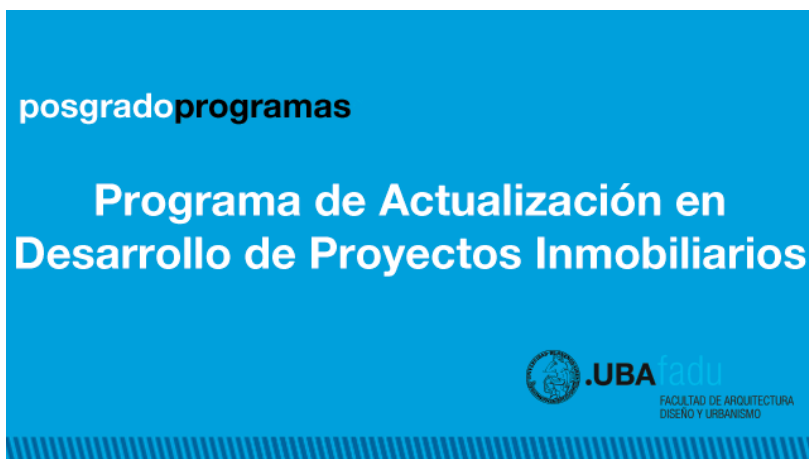 posgradoprogramas
Programa de Actualización en
Desarrollo de Proyectos Inmobiliarios
.UBAfadu
FACULTAD DE ARQUITECTURA
DISEÑO Y URBANISMO